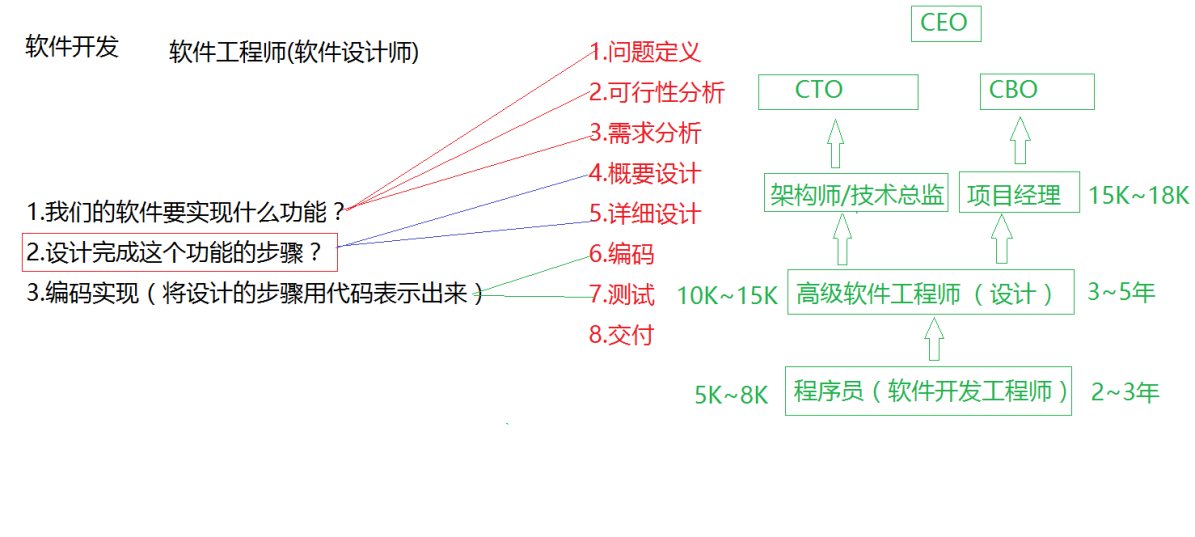 软件开发
软件工程师(软件设计师)
1.我们的软件要实现什么功能？
2.设计完成这个功能的步骤？
3.编码实现（将设计的步骤用代码表示出来）
1.问题定义
2.可行性分析
3.需求分析
4.概要设计
5.详细设计
6.编码
7.测试
8.交付
CEO
CTO
CBO
架构师/技术总监
项目经理
15K~18K
10K~15K
高级软件工程师（设计）
3~5年
5K~8K
程序员（软件开发工程师）
2~3年